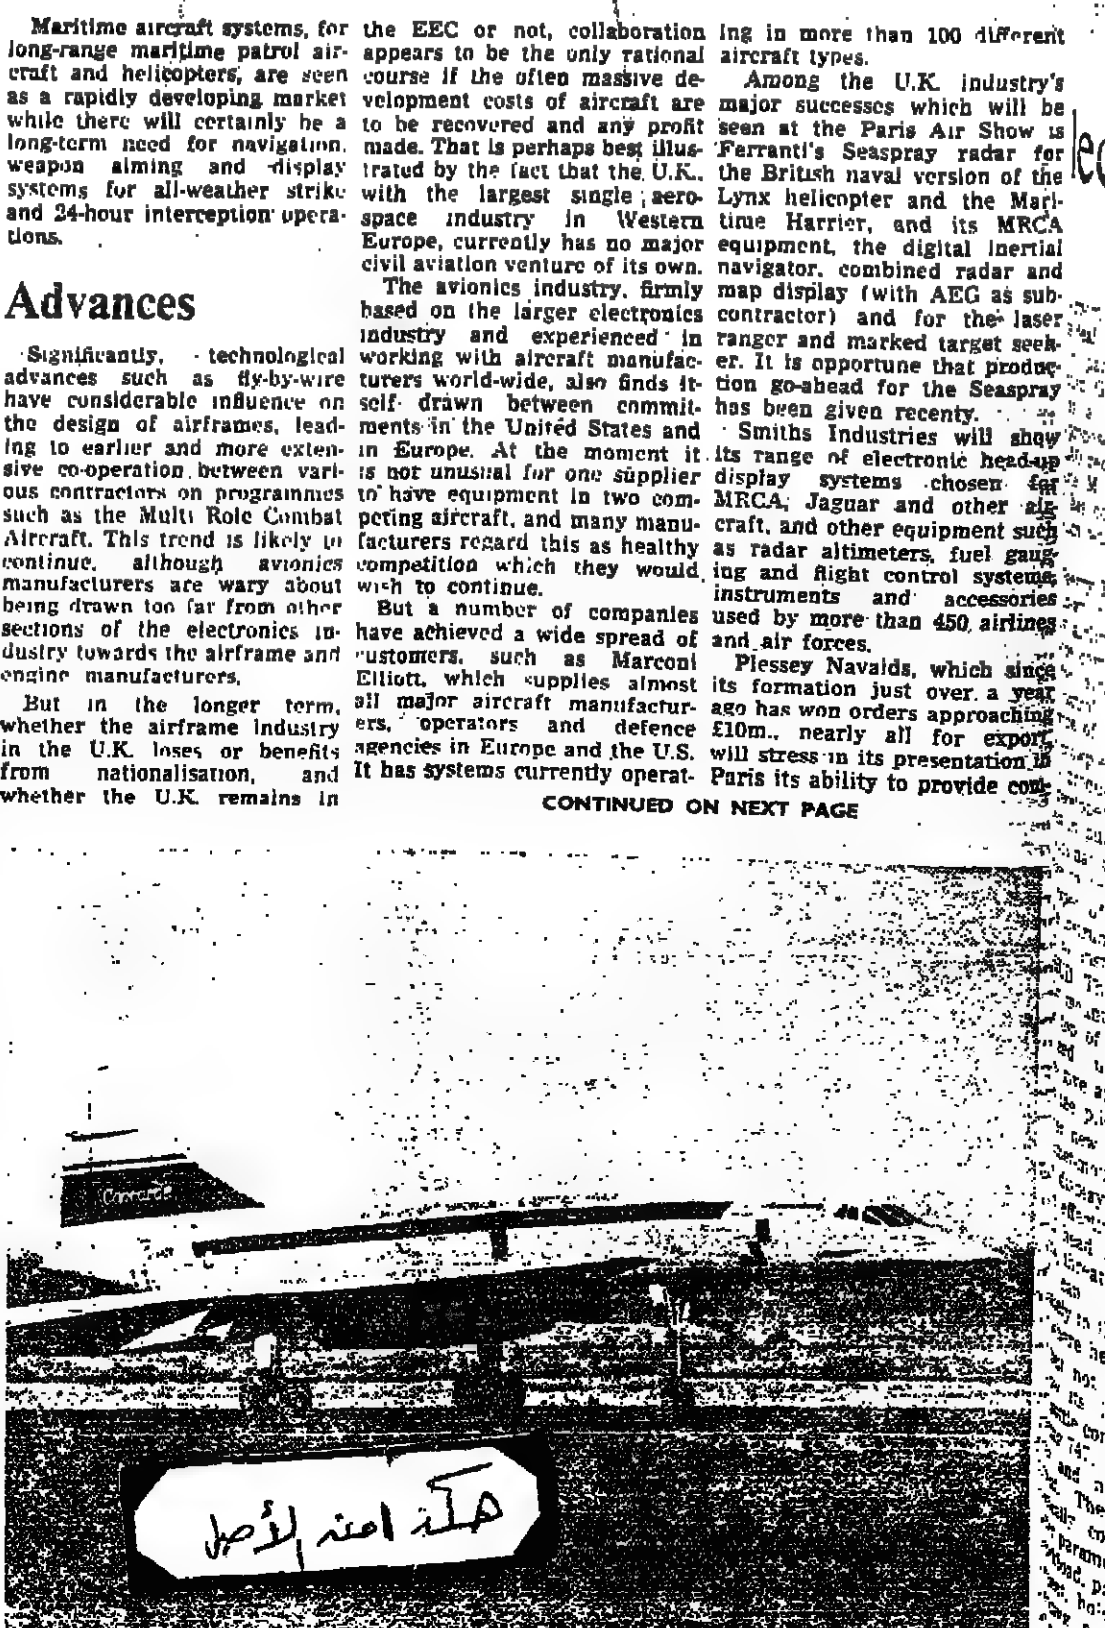 Maritime aircraft systems, for
long-range maritime patrol air-
craft and helicopters, are seen
as a rapidly developing market
while there will certainly be a
long-term need for navigation,
weapon aiming and display
systems for all-weather strike
and 24-hour interception opera-
tions.
Advances
Significantly, technological
advances such as fly-by-wire
have considerable influence on
the design of airframes, lead-
ing to earlier and more exten-
sive co-operation between vari-
ous contractors on programmes
such as the Multi Role Combat
Aircraft. This trend is likely to
continue, although avionics
manufacturers are wary about
being drawn too far from other
sections of the electronics in-
dustry towards the airframe and
engine manufacturers.
But in the longer term,
whether the airframe industry
in the U.K. loses or benefits
from nationalisation, and
whether the U.K. remains in
the EEC or not, collaboration
appears to be the only rational
course if the often massive de-
velopment costs of aircraft are
to be recovered and any profit
made. That is perhaps best illus-
trated by the fact that the U.K.,
with the largest single aero-
space industry in Western
Europe, currently has no major
civil aviation venture of its own.
The avionics industry, firmly
based on the larger electronics
industry and experienced in
working with aircraft manufac-
turers world-wide, also finds it-
self drawn between commit-
ments in the United States and
in Europe. At the moment it
is not unusual for one supplier
to have equipment in two com-
peting aircraft, and many manu-
facturers regard this as healthy
competition which they would
wish to continue.
But a number of companies
have achieved a wide spread of
customers, such as Marconi
Elliott, which supplies almost
all major aircraft manufactur-
ers, operators and defence
agencies in Europe and the U.S.
It has systems currently operat-
ing in more than 100 different
aircraft types.
Among the U.K. industry's
major successes which will be
seen at the Paris Air Show is
Ferranti's Seaspray radar for
the British naval version of the
Lynx helicopter and the Mari-
time Harrier, and its MRCA
equipment, the digital inertial
navigator, combined radar and
map display (with AEG as sub-
contractor) and for the laser
ranger and marked target seek-
er. It is opportune that produc-
tion go-ahead for the Seaspray
has been given recenty.
Smiths Industries will show
its range of electronic head-up
display systems chosen for
MRCA, Jaguar and other air-
craft, and other equipment such
as radar altimeters, fuel gaug-
ing and flight control systems,
instruments and accessories
used by more than 450 airlines
and air forces.
Plessey Navaids, which since
its formation just over a year
ago has won orders approaching
£10m., nearly all for export,
will stress in its presentation in
Paris its ability to provide com-
CONTINUED ON NEXT PAGE
Concorde